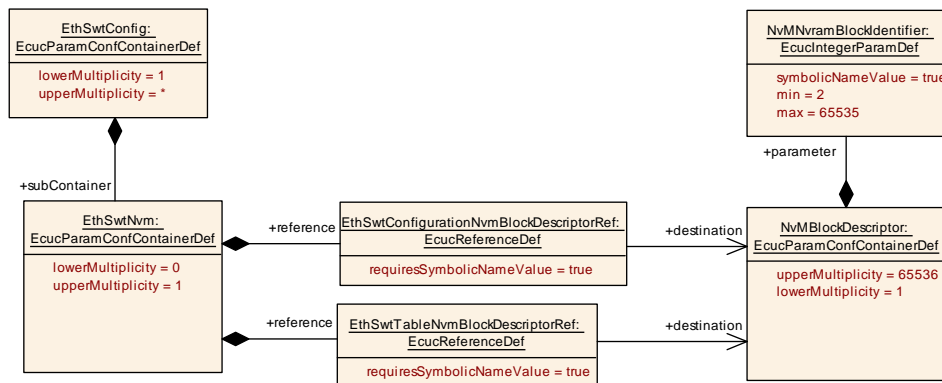 EthSwtConfig:
EcucParamConfContainerDef
lowerMultiplicity = 1
upperMultiplicity = *
NvMNvramBlockIdentifier:
EcucIntegerParamDef
symbolicNameValue = true
min = 2
max = 65535
+subContainer
+parameter
EthSwtNvm:
EcucParamConfContainerDef
lowerMultiplicity = 0
upperMultiplicity = 1
+reference
EthSwtConfigurationNvmBlockDescriptorRef:
EcucReferenceDef
requiresSymbolicNameValue = true
+destination
NvMBlockDescriptor:
EcucParamConfContainerDef
upperMultiplicity = 65536
lowerMultiplicity = 1
+reference
EthSwtTableNvmBlockDescriptorRef:
EcucReferenceDef
requiresSymbolicNameValue = true
+destination